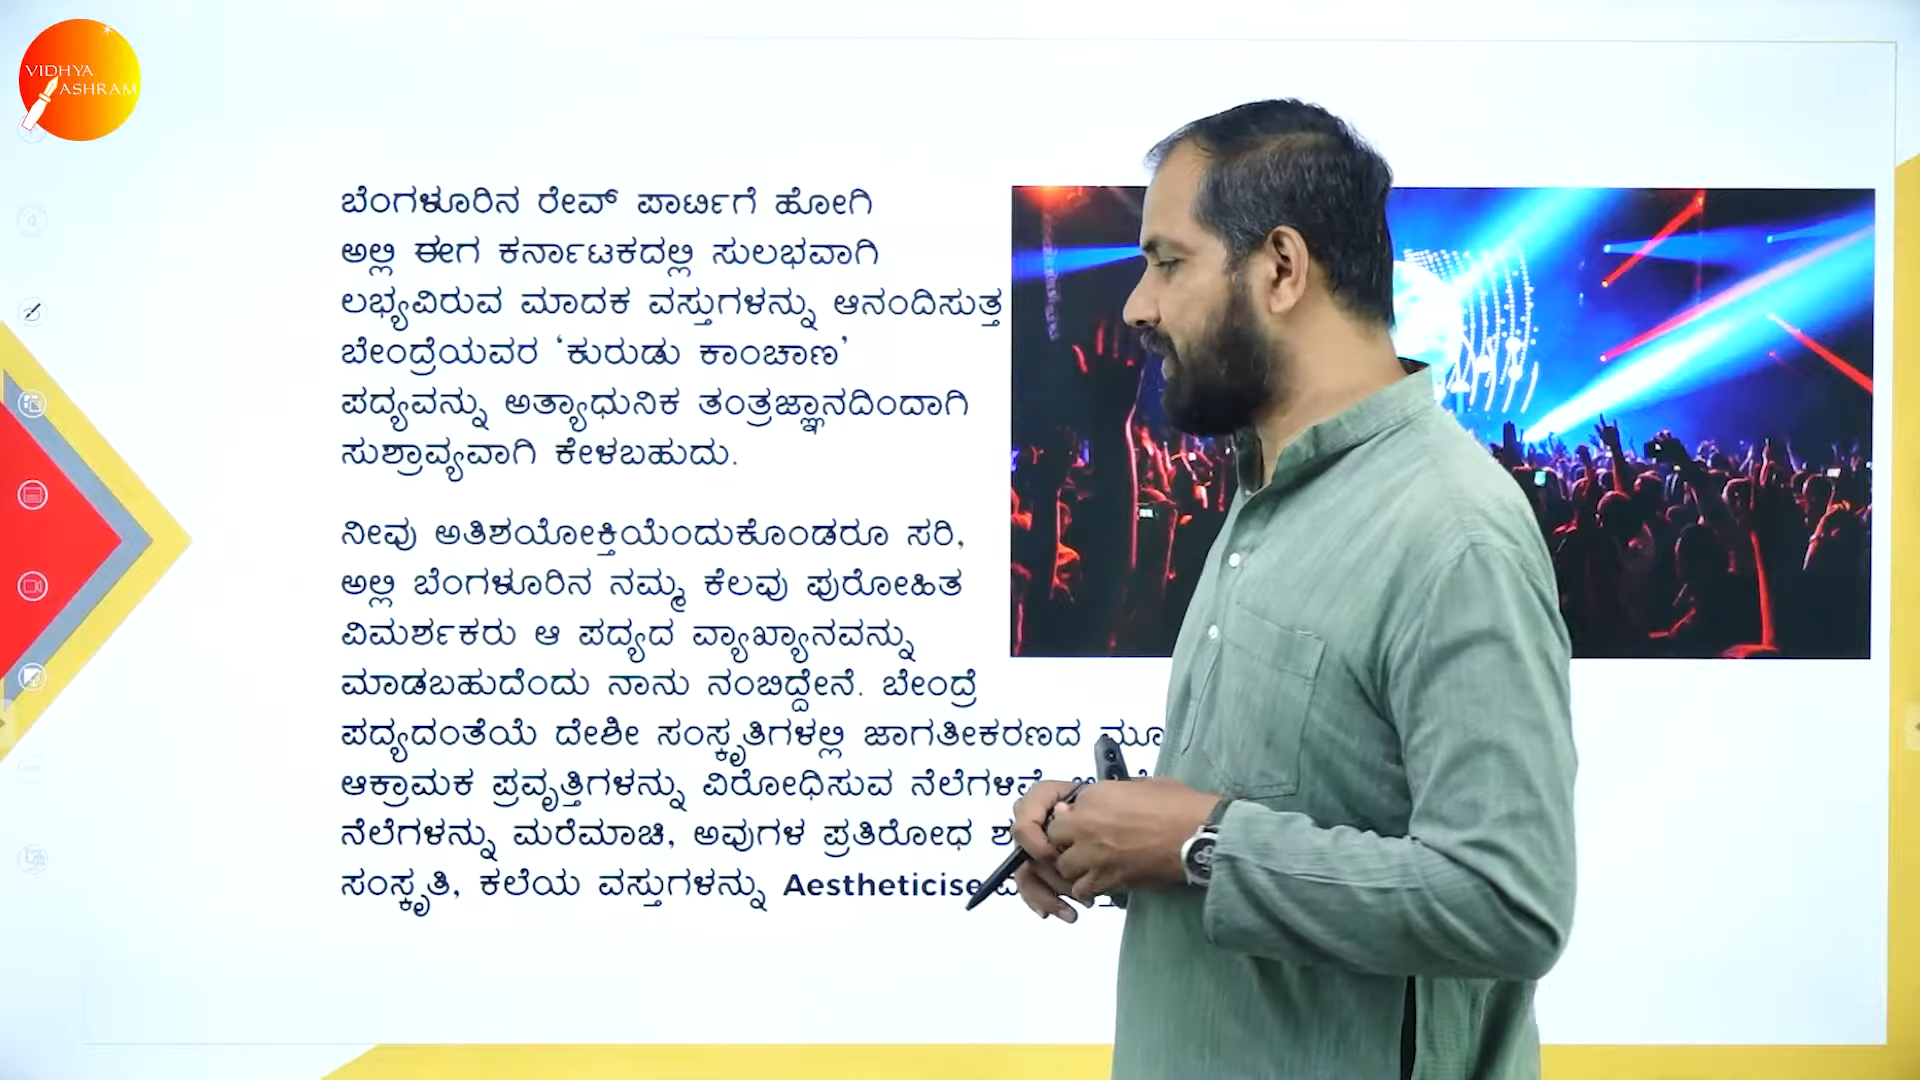 VIDHYA
ASHRAM
ಬೆಂಗಳೂರಿನ ರೇವ್ ಪಾರ್ಟಿಗೆ ಹೋಗಿ
ಅಲ್ಲಿ ಈಗ ಕರ್ನಾಟಕದಲ್ಲಿ ಸುಲಭವಾಗಿ
ಲಭ್ಯವಿರುವ ಮಾದಕ ವಸ್ತುಗಳನ್ನು ಆನಂದಿಸುತ್ತ
ಬೇಂದ್ರೆಯವರ ‘ಕುರುಡು ಕಾಂಚಾಣ’
ಪದ್ಯವನ್ನು ಅತ್ಯಾಧುನಿಕ ತಂತ್ರಜ್ಞಾನದಿಂದಾಗಿ
ಸುಶ್ರಾವ್ಯವಾಗಿ ಕೇಳಬಹುದು.
ನೀವು ಅತಿಶಯೋಕ್ತಿಯೆಂದುಕೊಂಡರೂ ಸರಿ,
ಅಲ್ಲಿ ಬೆಂಗಳೂರಿನ ನಮ್ಮ ಕೆಲವು ಪುರೋಹಿತ
ವಿಮರ್ಶಕರು ಆ ಪದ್ಯದ ವ್ಯಾಖ್ಯಾನವನ್ನು
ಮಾಡಬಹುದೆಂದು ನಾನು ನಂಬಿದ್ದೇನೆ. ಬೇಂದ್ರೆ
ಪದ್ಯದಂತೆಯೆ ದೇಶೀ ಸಂಸ್ಕೃತಿಗಳಲ್ಲಿ ಜಾಗತೀಕರಣದ
ಆಕ್ರಾಮಕ ಪ್ರವೃತ್ತಿಗಳನ್ನು ವಿರೋಧಿಸುವ
ನೆಲೆಗಳನ್ನು ಮರೆಮಾಚಿ, ಅವುಗಳ ಪ್ರತಿರೋಧ
ಸಂಸ್ಕೃತಿ, ಕಲೆಯ ವಸ್ತುಗಳನ್ನು Aestheticise